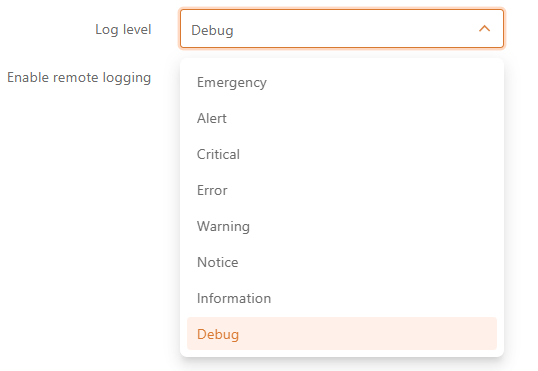 Log level
Debug
Enable remote logging
Emergency
Alert
Critical
Error
Warning
Notice
Information
Debug